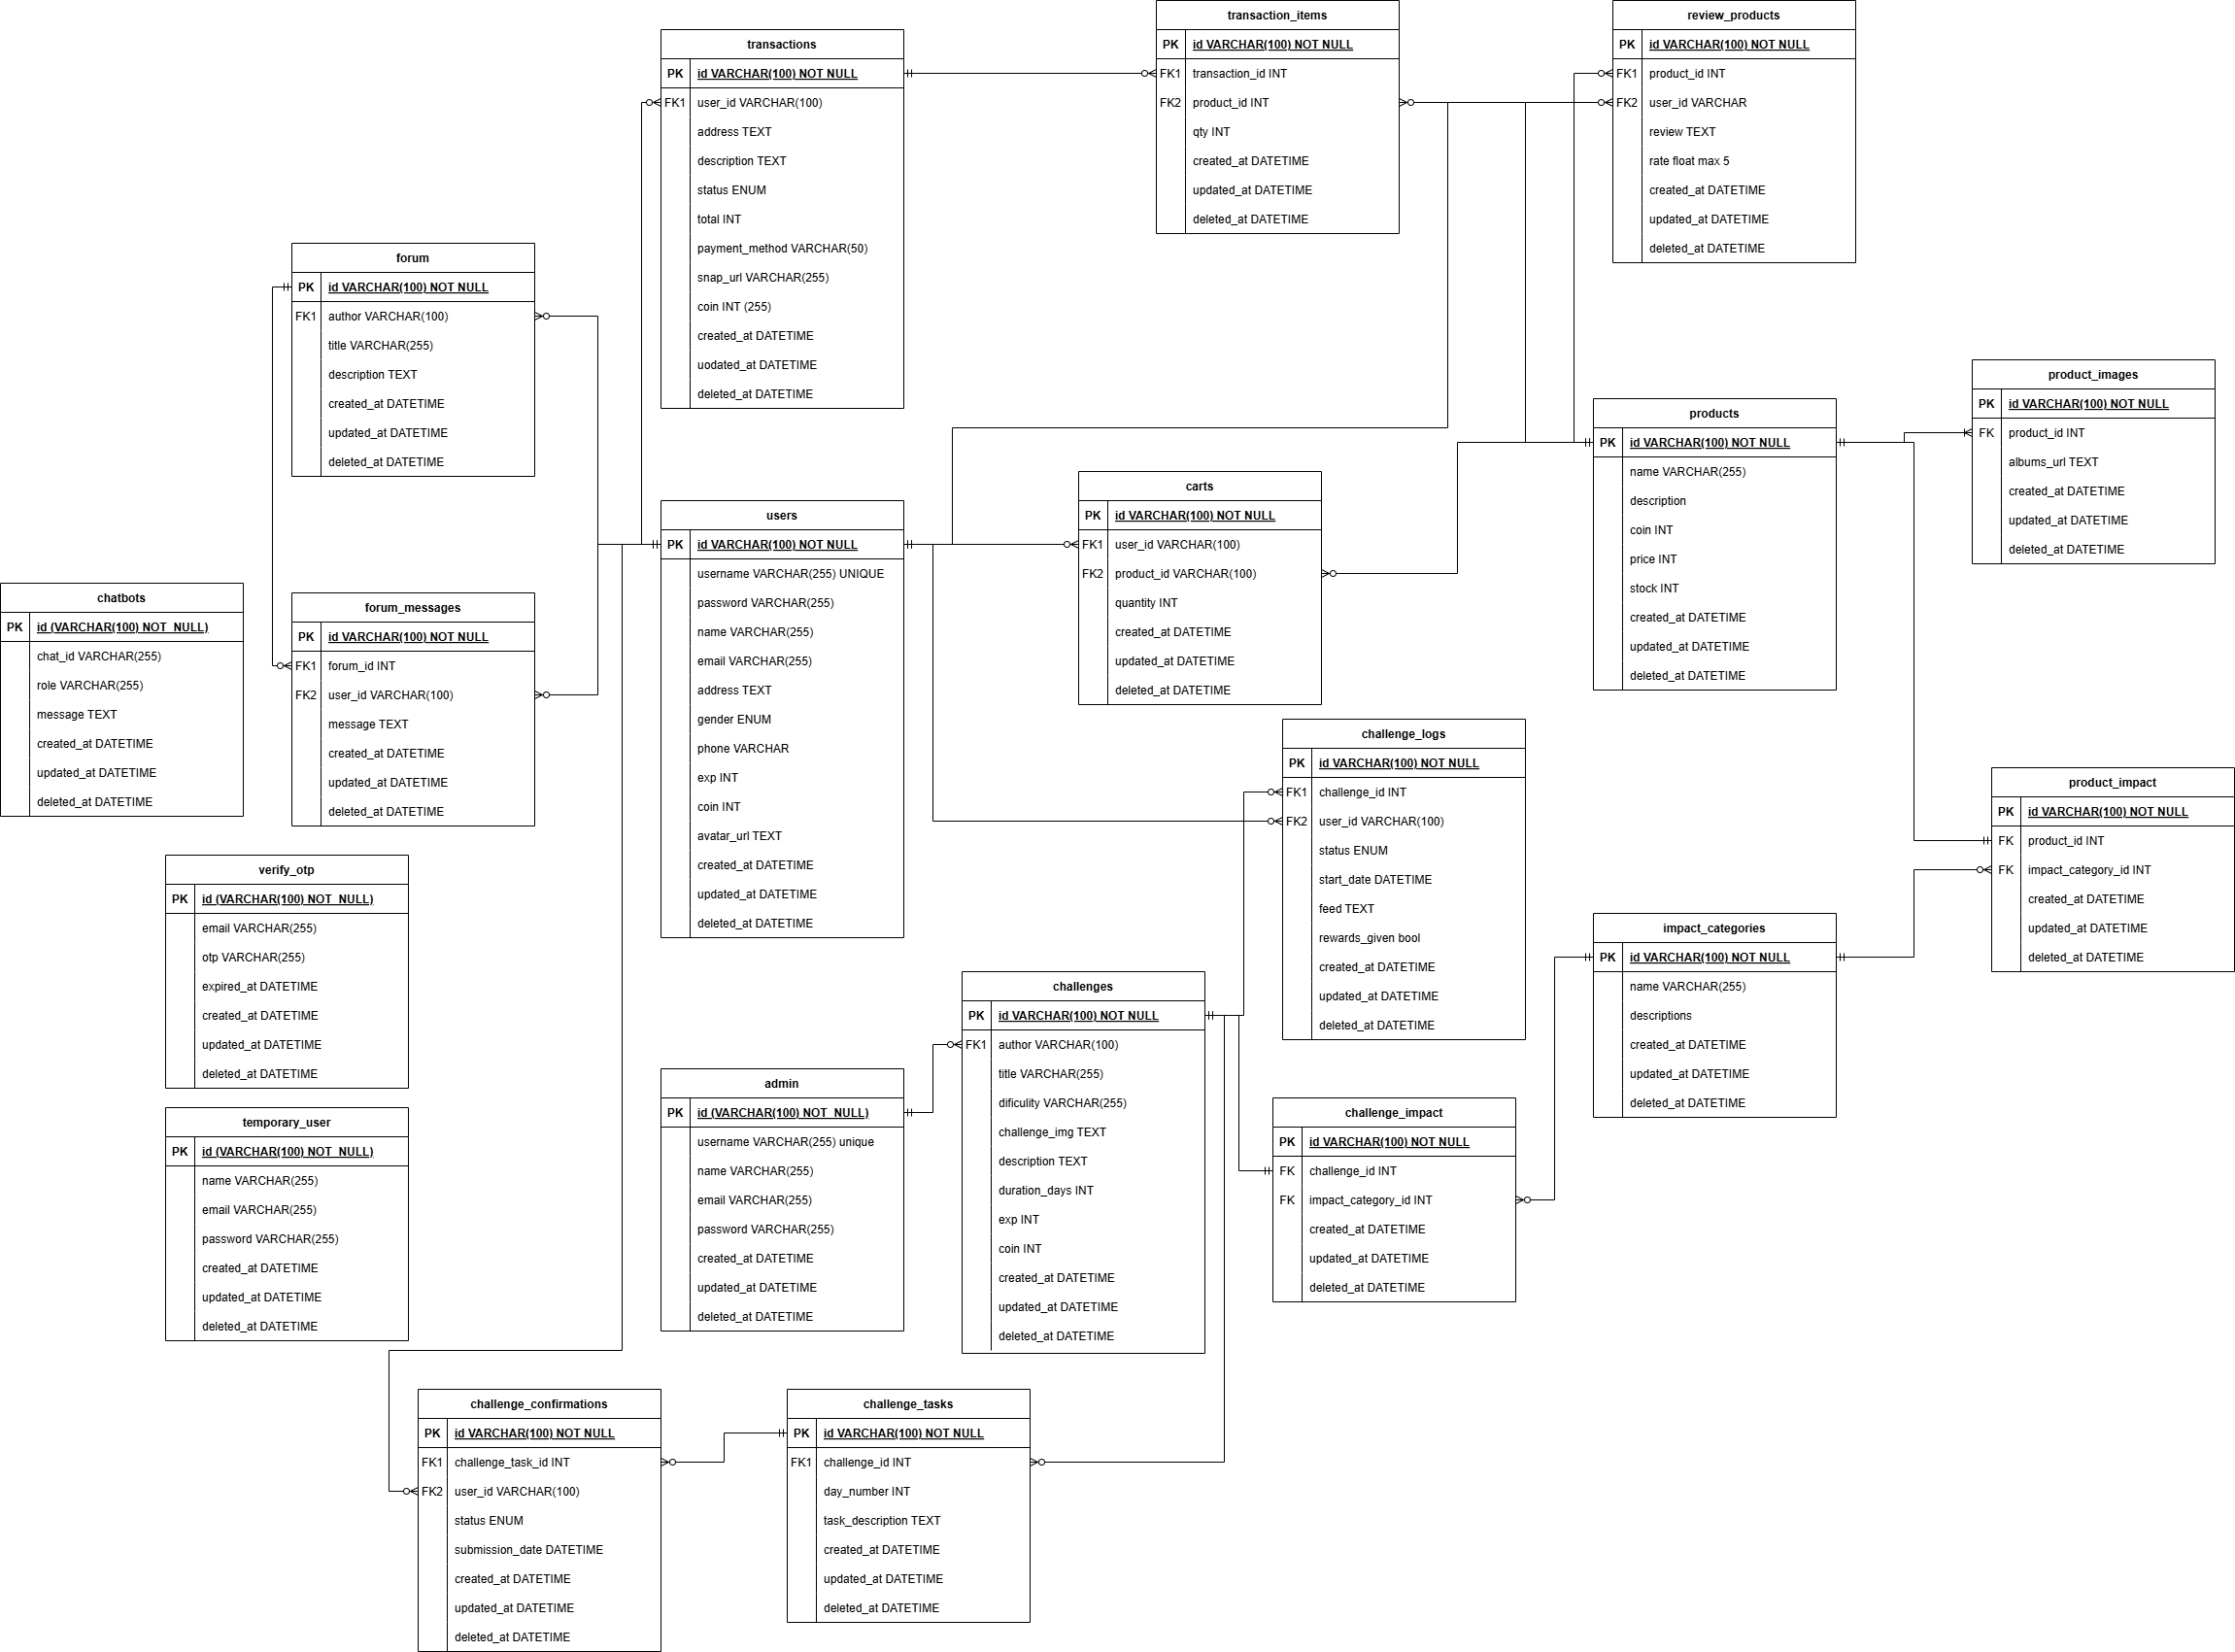 transactions
PK id VARCHAR(100) NOT NULL
FK1 user_id VARCHAR(100)
address TEXT
description TEXT
status ENUM
total INT
payment_method VARCHAR(50)
snap_url VARCHAR(255)
coin INT (255)
created_at DATETIME
uodated_at DATETIME
deleted_at DATETIME
transaction_items
PK id VARCHAR(100) NOT NULL
FK1 transaction_id INT
FK2 product_id INT
qty INT
created_at DATETIME
updated_at DATETIME
deleted_at DATETIME
review_products
PK id VARCHAR(100) NOT NULL
FK1 product_id INT
FK2 user_id VARCHAR
review TEXT
rate float max 5
created_at DATETIME
updated_at DATETIME
deleted_at DATETIME
forum
PK id VARCHAR(100) NOT NULL
FK1 author VARCHAR(100)
title VARCHAR(255)
description TEXT
created_at DATETIME
updated_at DATETIME
deleted_at DATETIME
product_images
PK id VARCHAR(100) NOT NULL
FK product_id INT
albums_url TEXT
created_at DATETIME
updated_at DATETIME
deleted_at DATETIME
products
PK id VARCHAR(100) NOT NULL
name VARCHAR(255)
description
coin INT
price INT
stock INT
created_at DATETIME
updated_at DATETIME
deleted_at DATETIME
carts
PK id VARCHAR(100) NOT NULL
FK1 user_id VARCHAR(100)
FK2 product_id VARCHAR(100)
quantity INT
created_at DATETIME
updated_at DATETIME
deleted_at DATETIME
users
PK id VARCHAR(100) NOT NULL
username VARCHAR(255) UNIQUE
password VARCHAR(255)
name VARCHAR(255)
email VARCHAR(255)
address TEXT
gender ENUM
phone VARCHAR
exp INT
coin INT
avatar_url TEXT
created_at DATETIME
updated_at DATETIME
deleted_at DATETIME
chatbots
PK id (VARCHAR(100) NOT NULL)
chat_id VARCHAR(255)
role VARCHAR(255)
message TEXT
created_at DATETIME
updated_at DATETIME
deleted_at DATETIME
forum_messages
PK id VARCHAR(100) NOT NULL
FK1 forum_id INT
FK2 user_id VARCHAR(100)
message TEXT
created_at DATETIME
updated_at DATETIME
deleted_at DATETIME
challenge_logs
PK id VARCHAR(100) NOT NULL
FK1 challenge_id INT
FK2 user_id VARCHAR(100)
status ENUM
start_date DATETIME
feed TEXT
rewards_given bool
created_at DATETIME
updated_at DATETIME
deleted_at DATETIME
product_impact
PK id VARCHAR(100) NOT NULL
FK product_id INT
FK impact_category_id INT
created_at DATETIME
updated_at DATETIME
deleted_at DATETIME
verify_otp
PK id (VARCHAR(100) NOT NULL)
email VARCHAR(255)
otp VARCHAR(255)
expired_at DATETIME
created_at DATETIME
updated_at DATETIME
deleted_at DATETIME
impact_categories
PK id VARCHAR(100) NOT NULL
name VARCHAR(255)
descriptions
created_at DATETIME
updated_at DATETIME
deleted_at DATETIME
challenges
PK id VARCHAR(100) NOT NULL
FK1 author VARCHAR(100)
title VARCHAR(255)
dificulity VARCHAR(255)
challenge_img TEXT
description TEXT
duration_days INT
exp INT
coin INT
created_at DATETIME
updated_at DATETIME
deleted_at DATETIME
admin
PK id (VARCHAR(100) NOT NULL)
username VARCHAR(255) unique
name VARCHAR(255)
email VARCHAR(255)
password VARCHAR(255)
created_at DATETIME
updated_at DATETIME
deleted_at DATETIME
challenge_impact
PK id VARCHAR(100) NOT NULL
FK challenge_id INT
FK impact_category_id INT
created_at DATETIME
updated_at DATETIME
deleted_at DATETIME
temporary_user
PK id (VARCHAR(100) NOT NULL)
name VARCHAR(255)
email VARCHAR(255)
password VARCHAR(255)
created_at DATETIME
updated_at DATETIME
deleted_at DATETIME
challenge_confirmations
PK id VARCHAR(100) NOT NULL
FK1 challenge_task_id INT
FK2 user_id VARCHAR(100)
status ENUM
submission_date DATETIME
created_at DATETIME
updated_at DATETIME
deleted_at DATETIME
challenge_tasks
PK id VARCHAR(100) NOT NULL
FK1 challenge_id INT
day_number INT
task_description TEXT
created_at DATETIME
updated_at DATETIME
deleted_at DATETIME